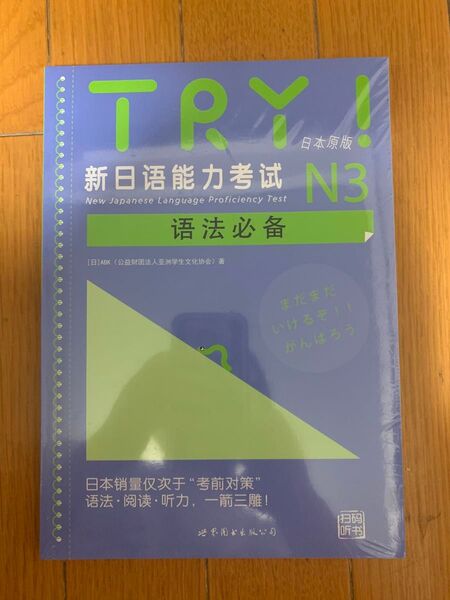 TRY!
日本原版
新日语能力考试 N3
New Japanese Language Proficiency Test
语法必备
[日]ABK（公益财团法人亚洲学生文化协会）著
まだまだ
いけるぞ！！
がんばろう
日本销量仅次于“考前对策”
语法·阅读·听力，一箭三雕！
世界图书出版公司
扫码
听书